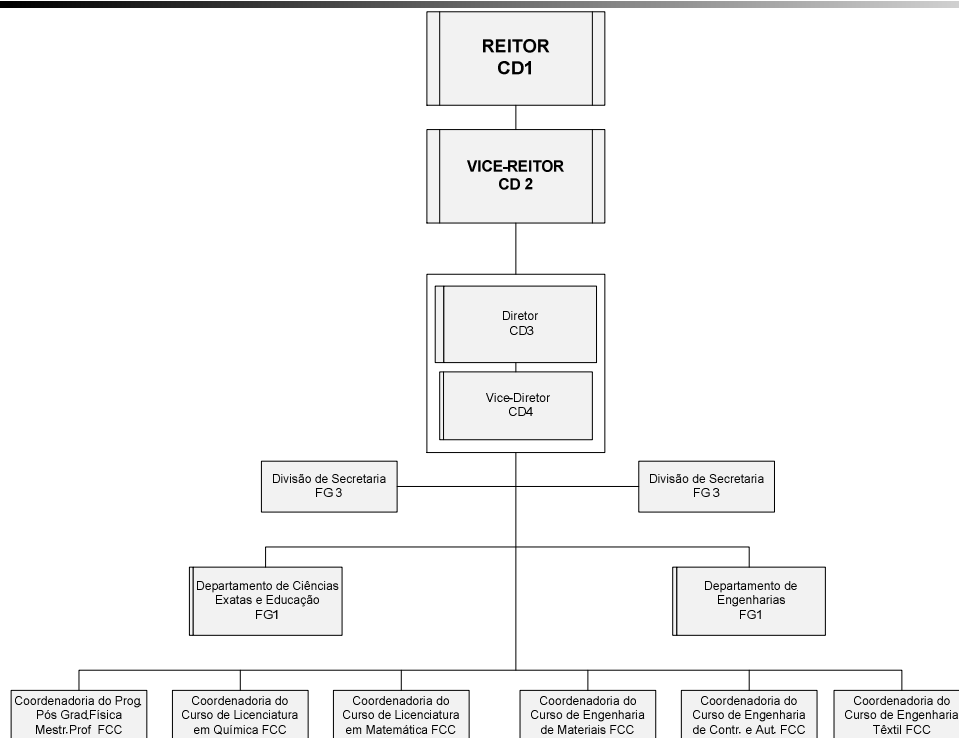 REITOR
CD1
VICE-REITOR
CD 2
Diretor
CD3
Vice-Diretor
CD4
Divisão de Secretaria
FG 3
Divisão de Secretaria
FG 3
Departamento de Ciências
Exatas e Educação
FG1
Departamento de
Engenharias
FG1
Coordenadoria do Prog.
Pós Grad,Física
Mestr.Prof FCC
Coordenadoria do
Curso de Licenciatura
em Química FCC
Coordenadoria do
Curso de Licenciatura
em Matemática FCC
Coordenadoria do
Curso de Engenharia
de Materiais FCC
Coordenadoria do
Curso de Engenharia
de Contr. e Aut. FCC
Coordenadoria do
Curso de Engenharia
Têxtil FCC